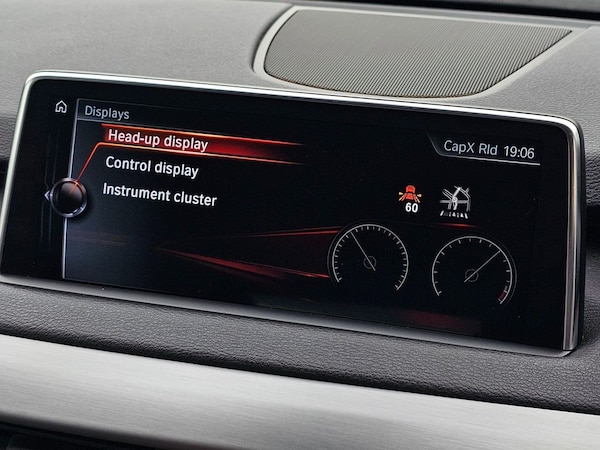 Displays
Head-up display
CapX Rld 19:06
Control display
Instrument cluster
60